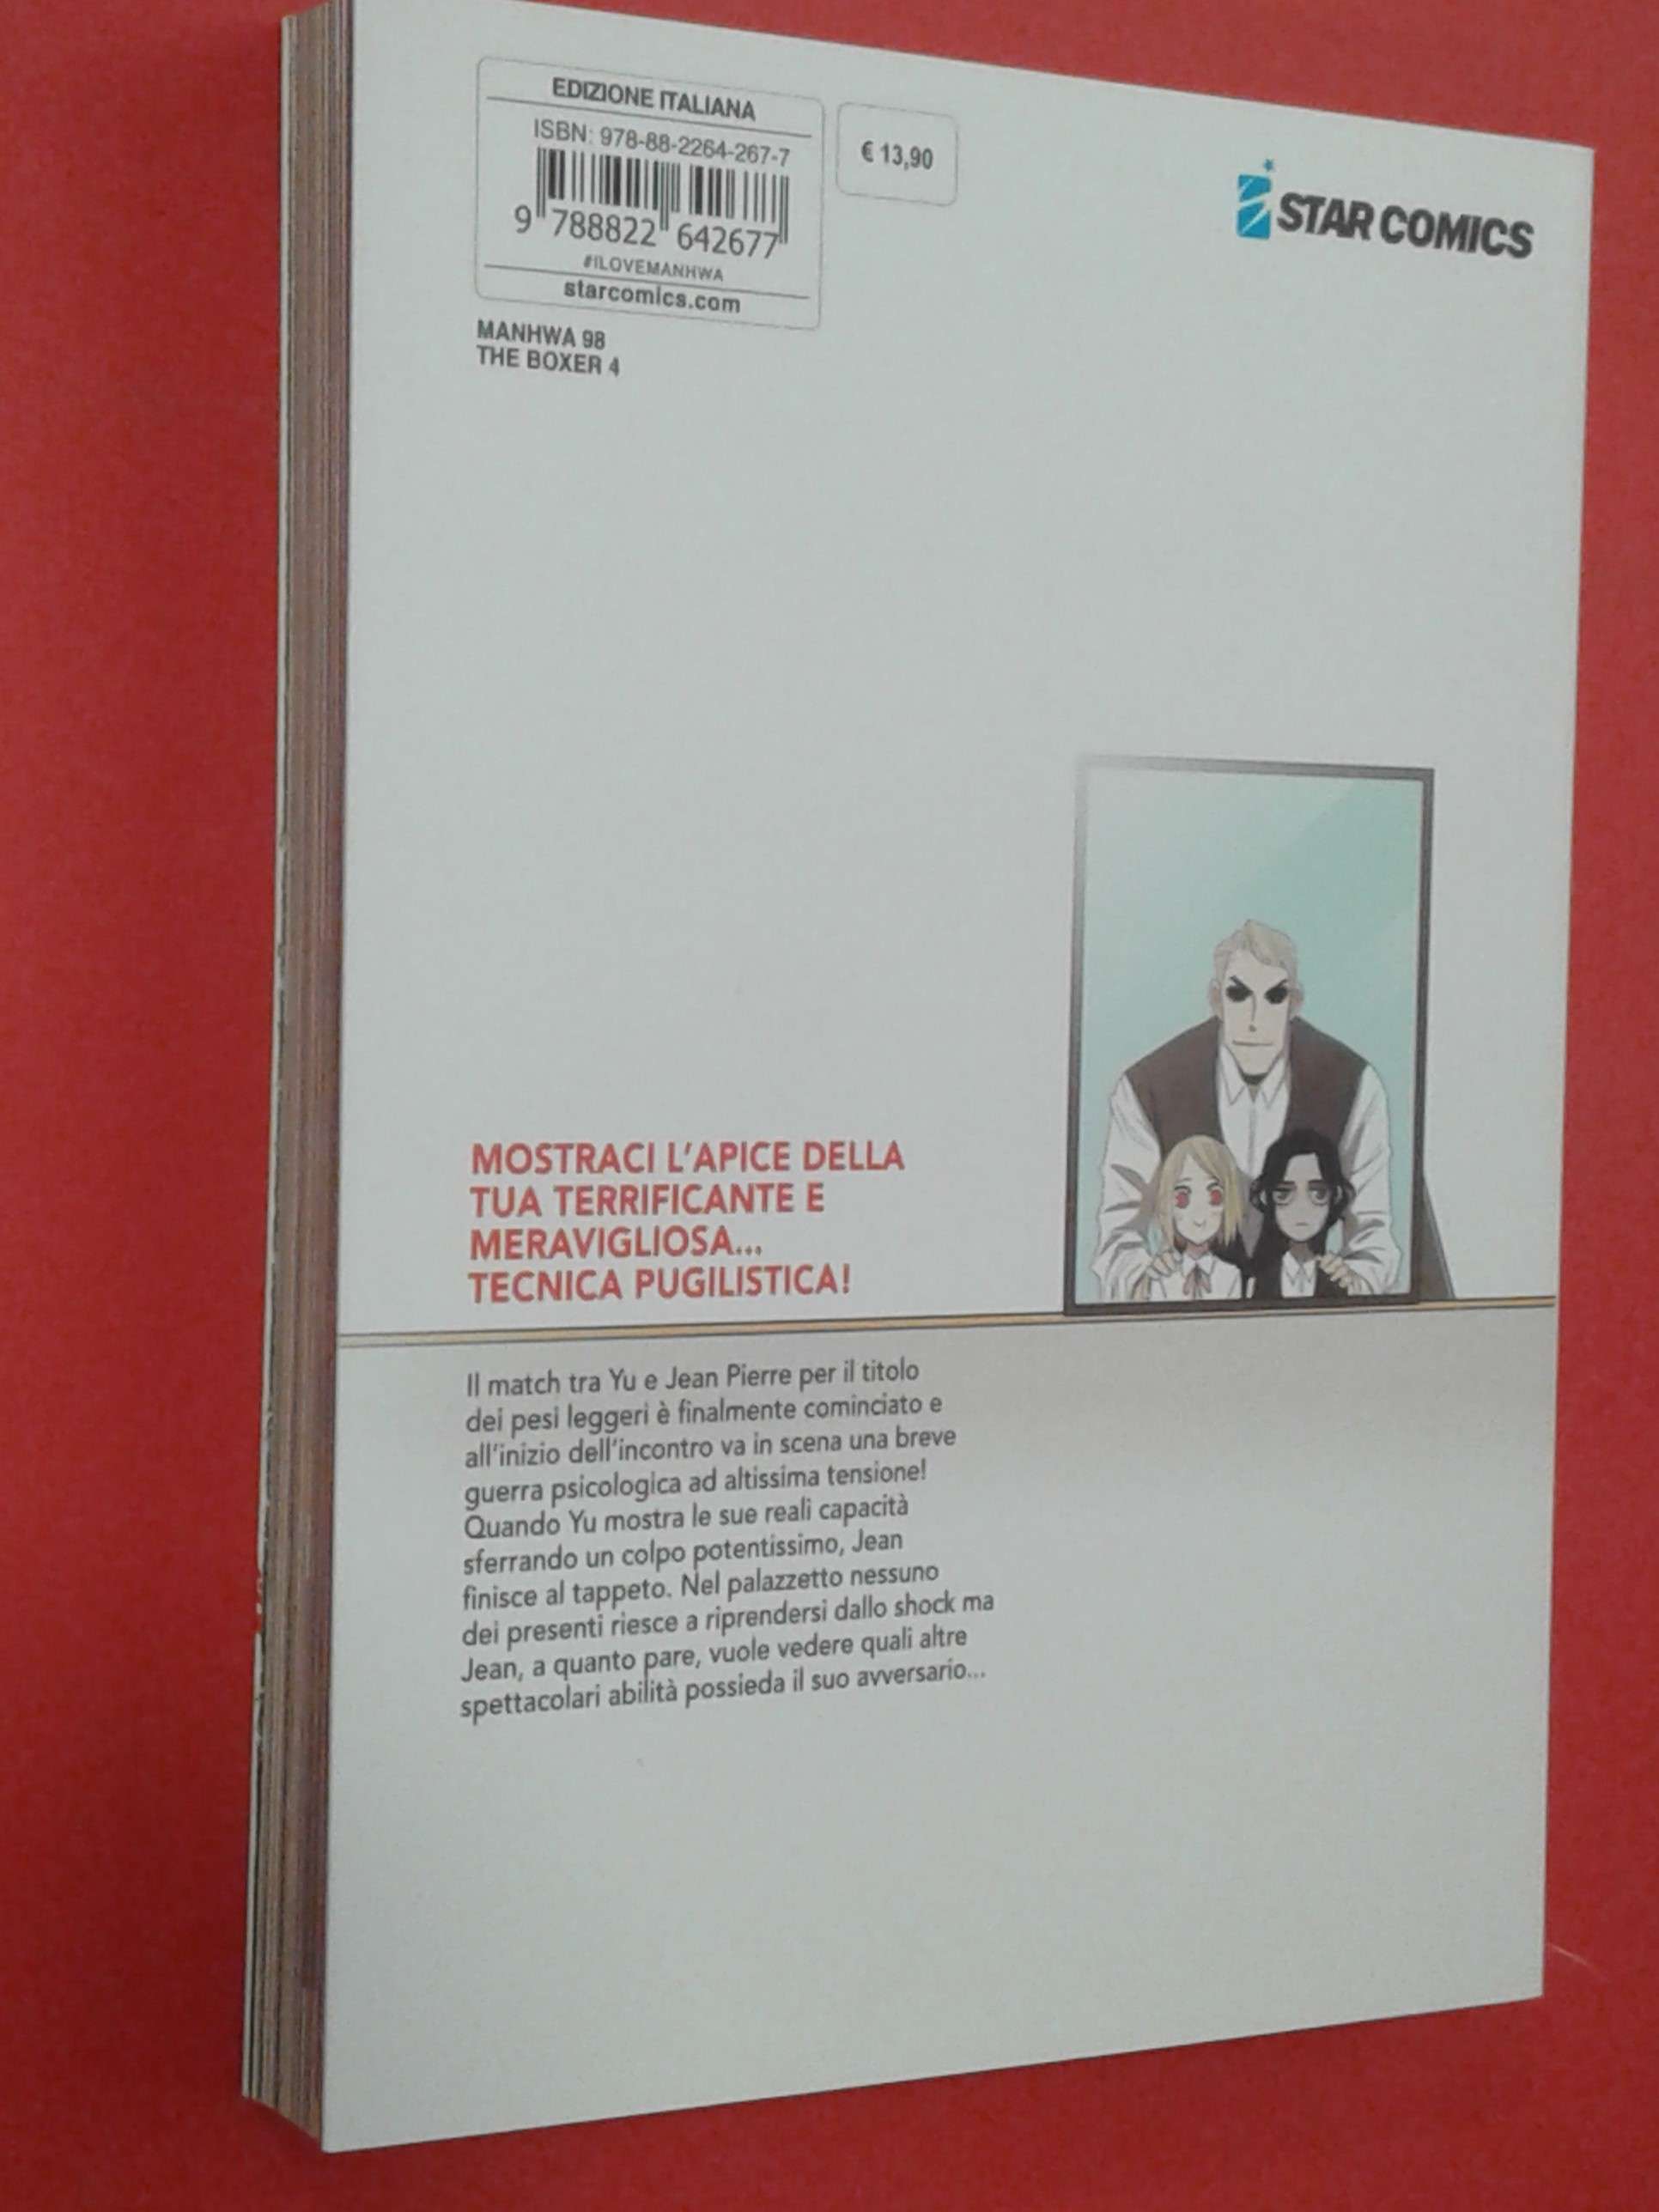 EDIZIONE ITALIANA
ISBN: 978-88-2264-267-7
9 788822 642677
#ILOVEMANHWA
starcomics.com
€ 13,90
STAR COMICS
MANHWA 98
THE BOXER 4
MOSTRACI L'APICE DELLA
TUA TERRIFICANTE E
MERAVIGLIOSA...
TECNICA PUGILISTICA!
Il match tra Yu e Jean Pierre per il titolo
dei pesi leggeri è finalmente cominciato e
all'inizio dell'incontro va in scena una breve
guerra psicologica ad altissima tensione!
Quando Yu mostra le sue reali capacità
sferrando un colpo potentissimo, Jean
finisce al tappeto. Nel palazzetto nessuno
dei presenti riesce a riprendersi dallo shock ma
Jean, a quanto pare, vuole vedere quali altre
spettacolari abilità possieda il suo avversario...